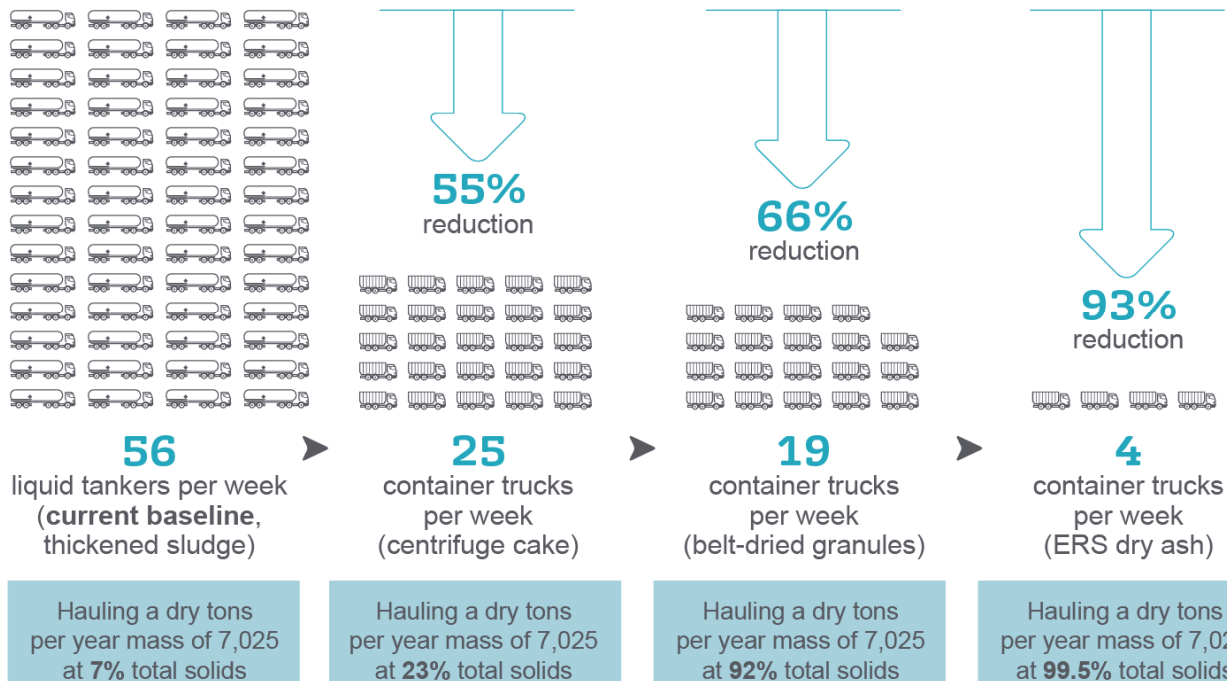 56
liquid tankers per week
(current baseline,
thickened sludge)
Hauling a dry tons
per year mass of 7,025
at 7% total solids
55%
reduction
25
container trucks
per week
(centrifuge cake)
Hauling a dry tons
per year mass of 7,025
at 23% total solids
66%
reduction
19
container trucks
per week
(belt-dried granules)
Hauling a dry tons
per year mass of 7,025
at 92% total solids
93%
reduction
4
container trucks
per week
(ERS dry ash)
Hauling a dry tons
per year mass of 7,02
at 99.5% total solids